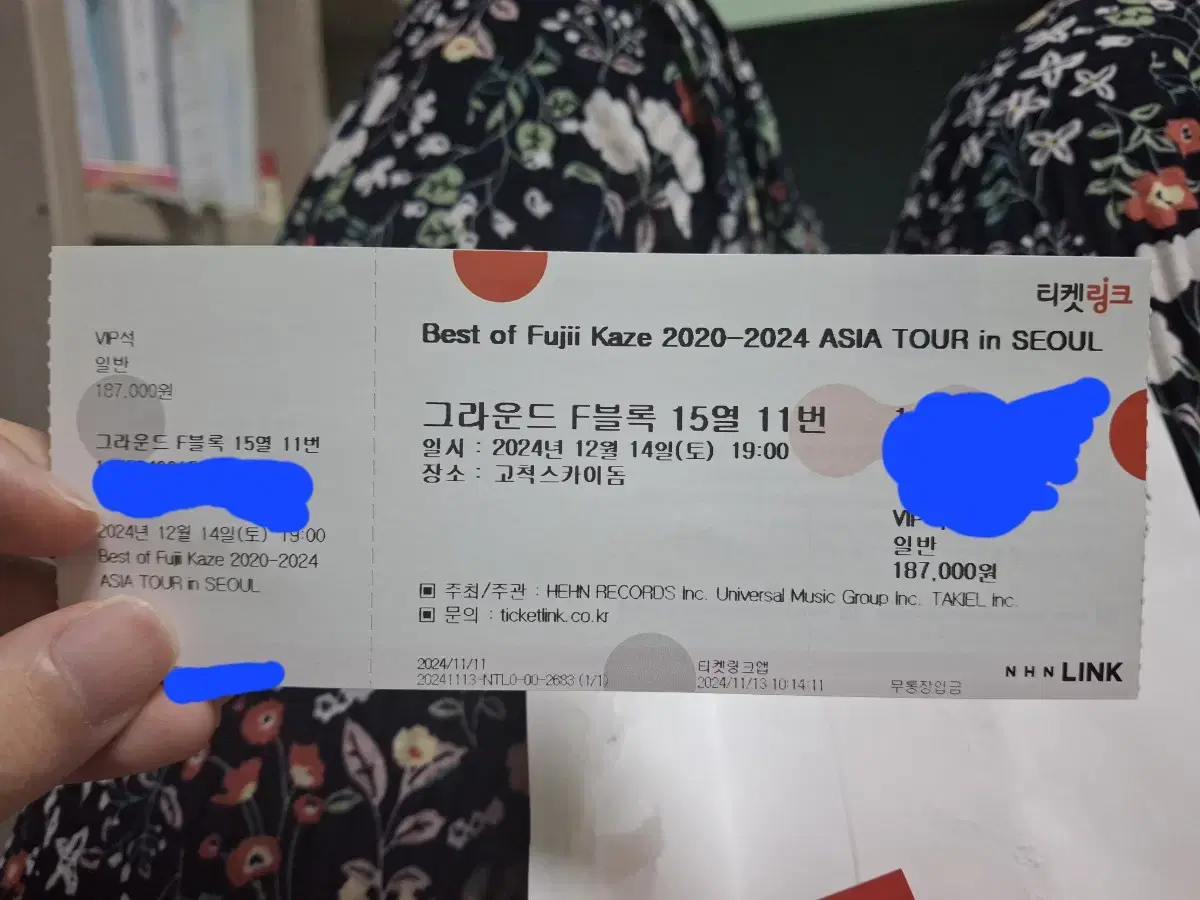 VIP석
일반
187,000원
그라운드 F블록 15열 11번
2024년 12월 14일(토) 19:00
Best of Fujii Kaze 2020-2024
ASIA TOUR in SEOUL
티켓링크
Best of Fujii Kaze 2020-2024 ASIA TOUR in SEOUL
그라운드 F블록 15열 11번
일시 : 2024년 12월 14일(토) 19:00
장소 : 고척스카이돔
일반
187,000원
▣ 주최/주관 : HEHN RECORDS Inc. Universal Music Group Inc. TAKIEL Inc.
▣ 문의 : ticketlink.co.kr
2024/11/11
20241113-NTL0-00-2683 (1/1)
티켓링크앱
2024/11/13 10:14:11
무통장입금
NHN LINK